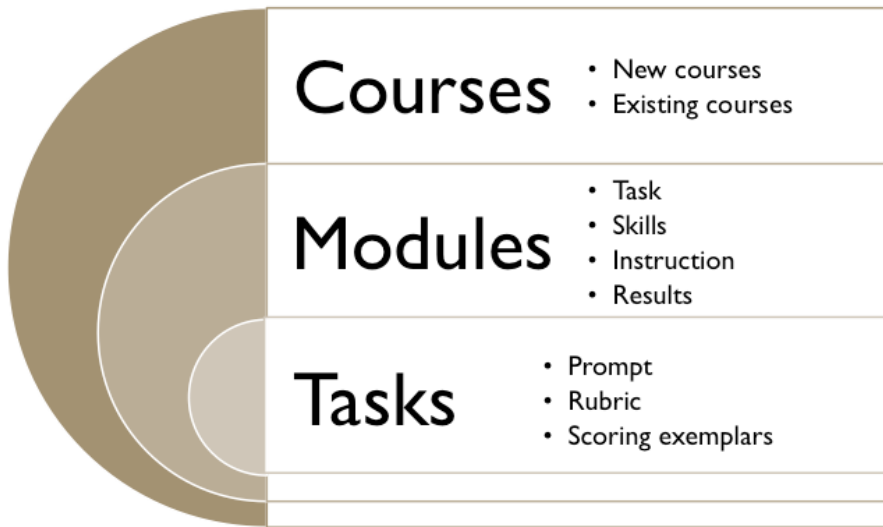 Courses
• New courses
• Existing courses
Modules
• Task
• Skills
• Instruction
• Results
Tasks
• Prompt
• Rubric
• Scoring exemplars